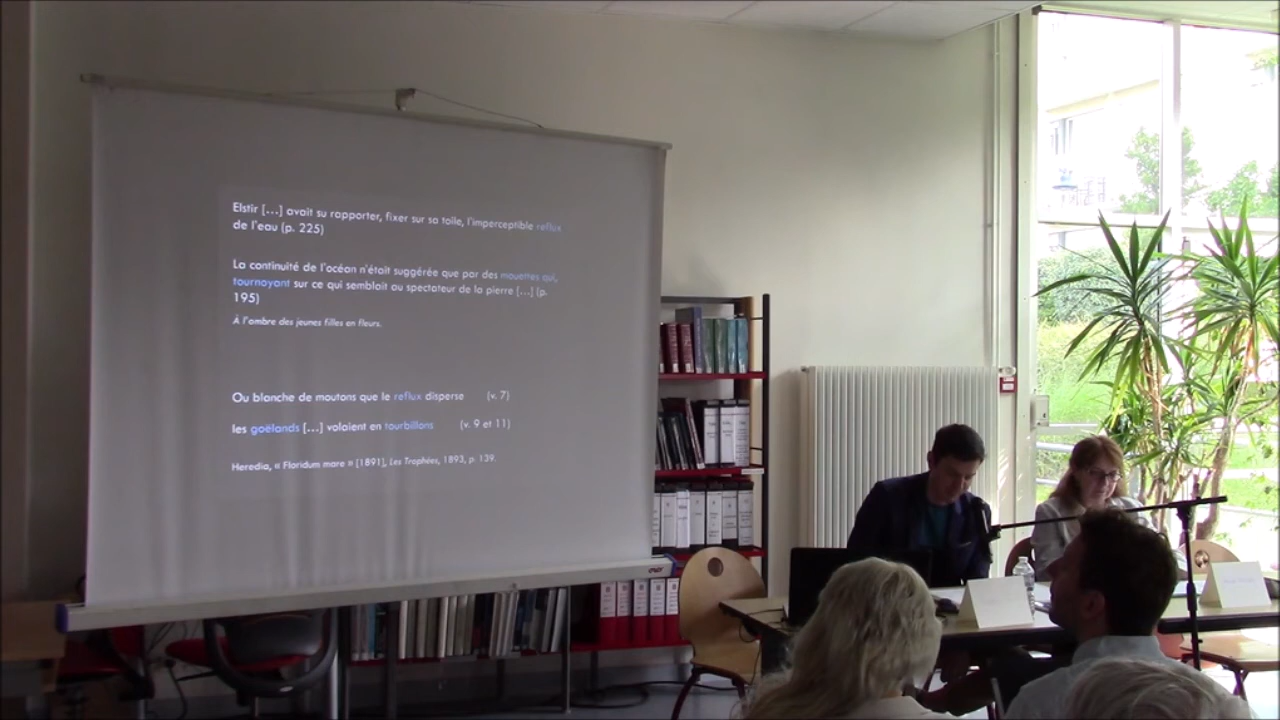 Elstir [...] avait su rapporter, fixer sur sa toile, l'imperceptible reflux
de l'eau (p. 225)
La continuité de l'océan n'était suggérée que par des mouettes qui,
tournoyant sur ce qui semblait au spectateur de la pierre [...] (p.
195)
À l'ombre des jeunes filles en fleurs.
Ou blanche de moutons que le reflux disperse (v. 7)
les goëlands [...] volaient en tourbillons (v. 9 et 11)
Heredia, « Floridum mare » [1891], Les Trophées, 1893, p. 139.